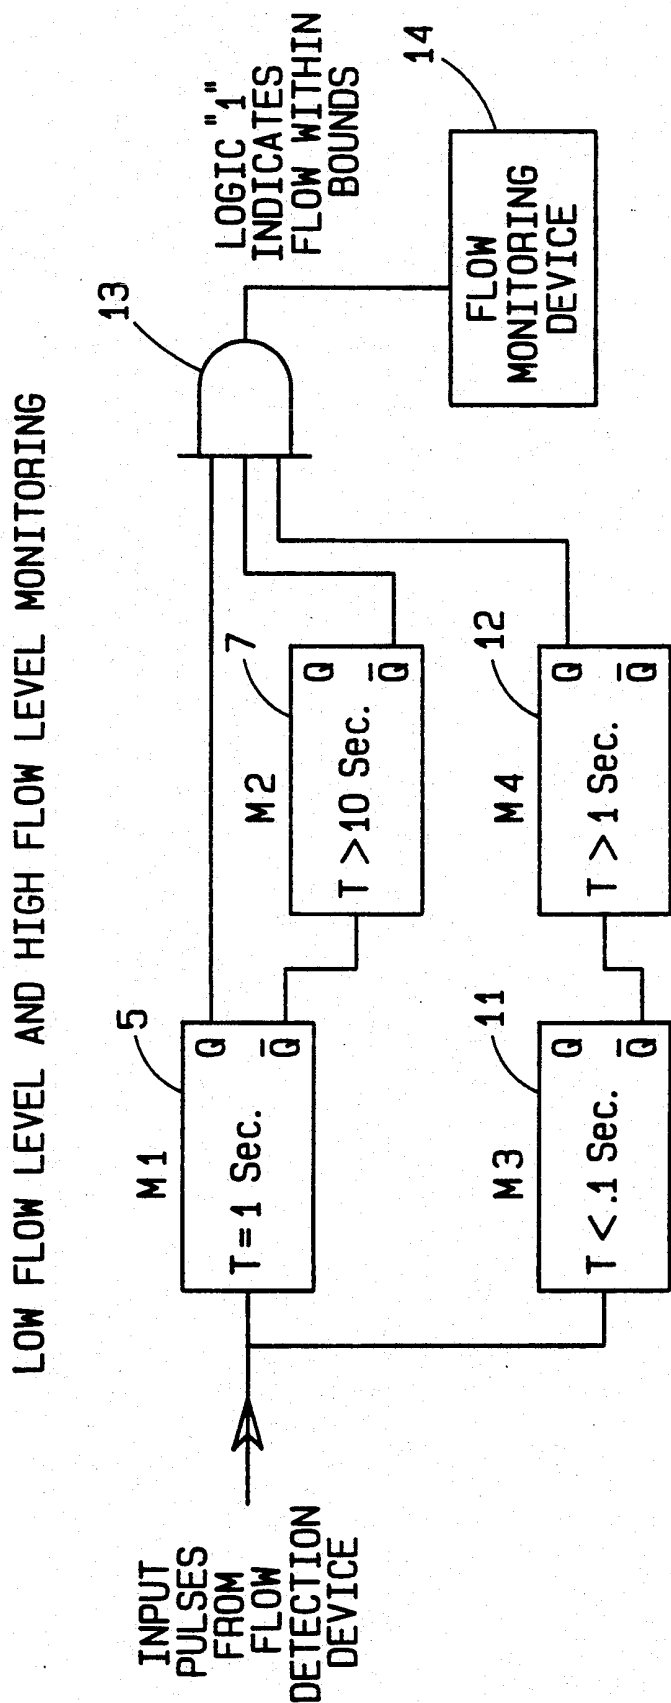 LOW FLOW LEVEL AND HIGH FLOW LEVEL MONITORING
INPUT
PULSES
FROM
FLOW
DETECTION
DEVICE
M1
5
T=1 Sec.
Q
Q̅
M2
7
T >10 Sec.
Q
Q̅
13
LOGIC "1"
INDICATES
FLOW WITHIN
BOUNDS
M3
11
T < .1 Sec.
Q
Q̅
M4
12
T > 1 Sec.
Q
Q̅
14
FLOW
MONITORING
DEVICE